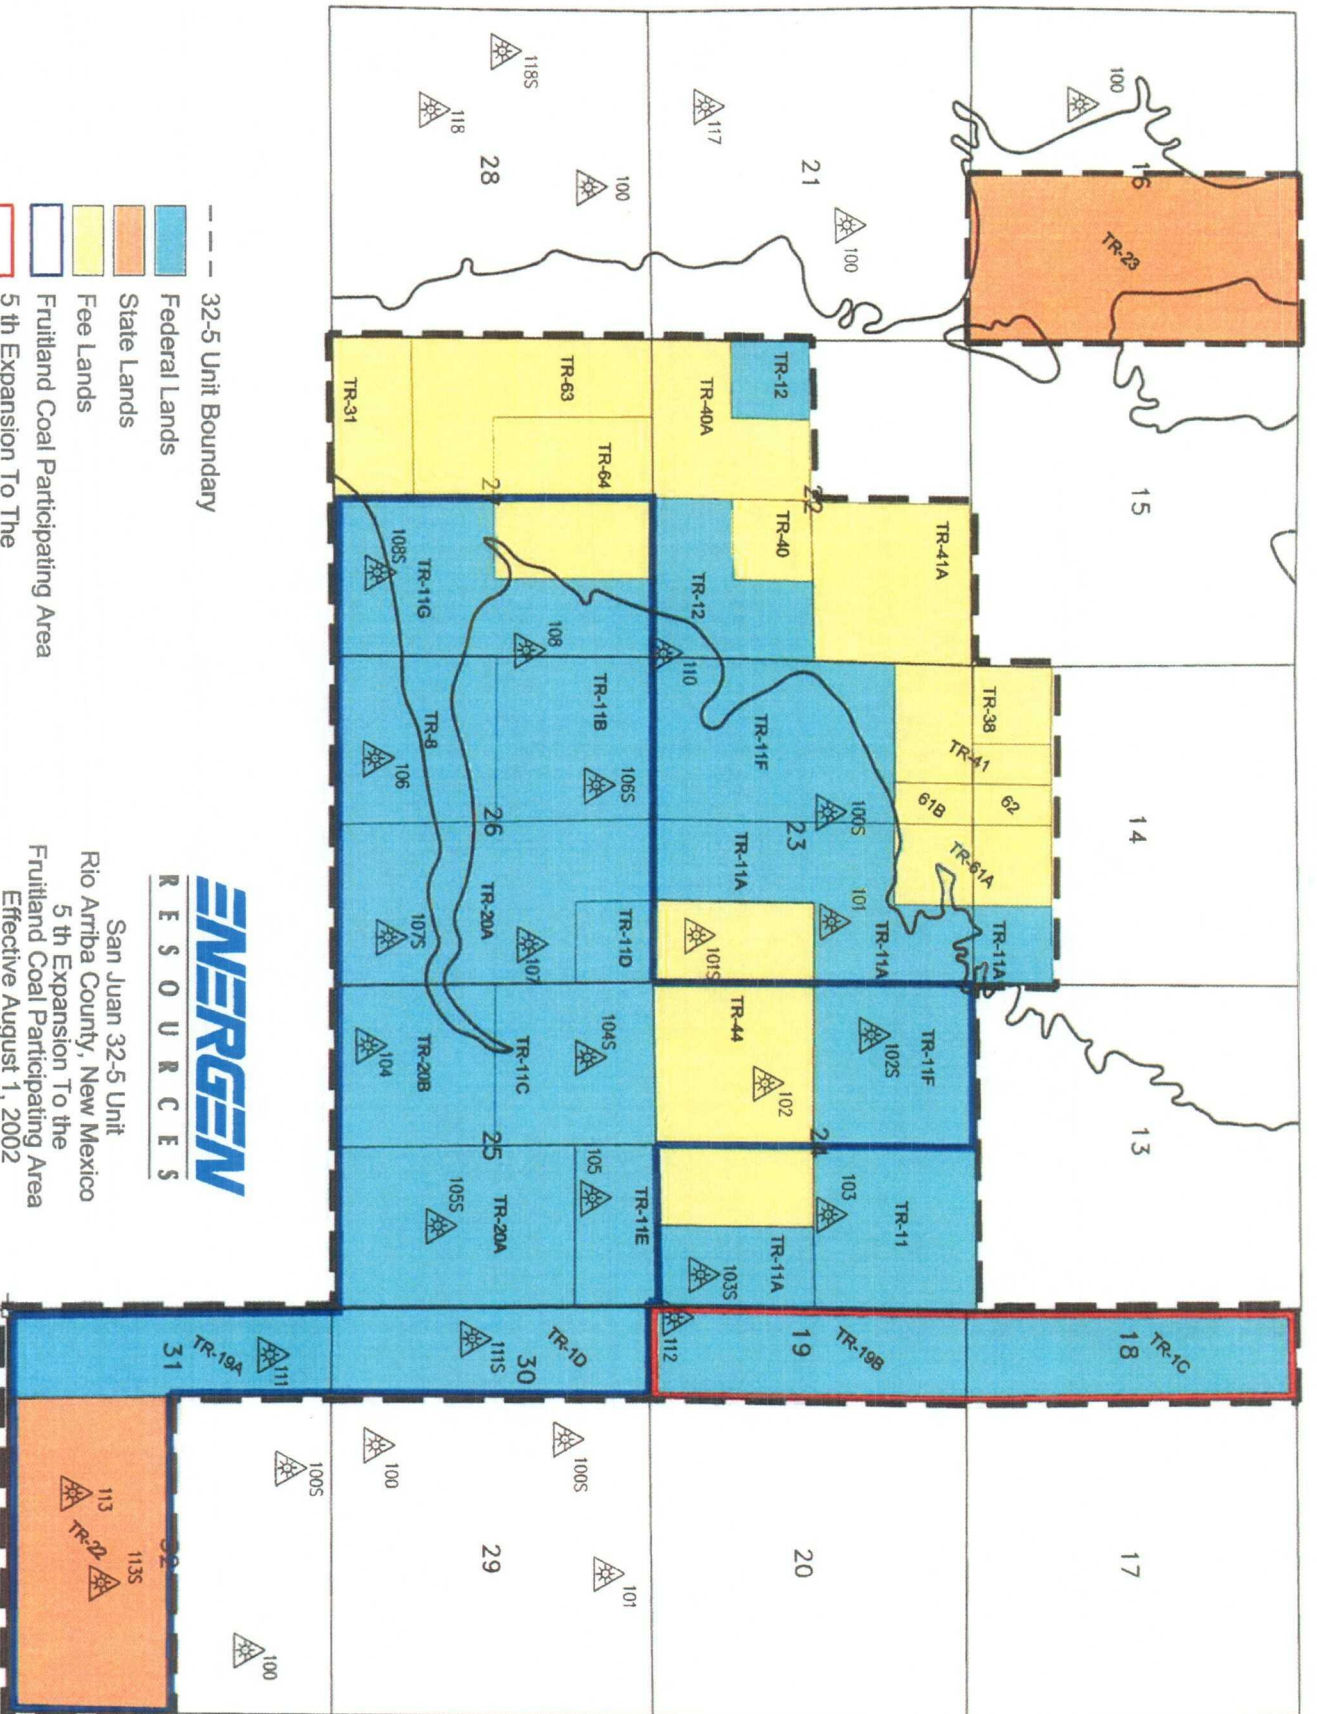 100
16
TR-23
15
14
13
18
TR-1C
17
TR-38
TR-41
62
TR-61A
TR-11A
TR-41A
61B
TR-11F
TR-11
117
21
100
TR-12
22
TR-40
TR-40A
TR-12
110
TR-11F
100S
23
TR-11A
101
TR-11A
101S
102S
TR-44
102
24
103
TR-11A
103S
112
19
TR-19B
20
118S
118
28
100
TR-63
TR-64
TR-31
27
108S
TR-11G
108
TR-11B
106S
TR-8
106
26
TR-11D
TR-20A
107
107S
104S
TR-11C
TR-20B
104
25
105
TR-11E
105S
TR-20A
TR-1D
111S
30
100S
100
29
101
TR-19A
111
31
100S
100
32
113
TR-22
113S
32-5 Unit Boundary
Federal Lands
State Lands
Fee Lands
Fruitland Coal Participating Area
5 th Expansion To The
ENERGEN
RESOURCES
San Juan 32-5 Unit
Rio Arriba County, New Mexico
5 th Expansion To the
Fruitland Coal Participating Area
Effective August 1, 2002